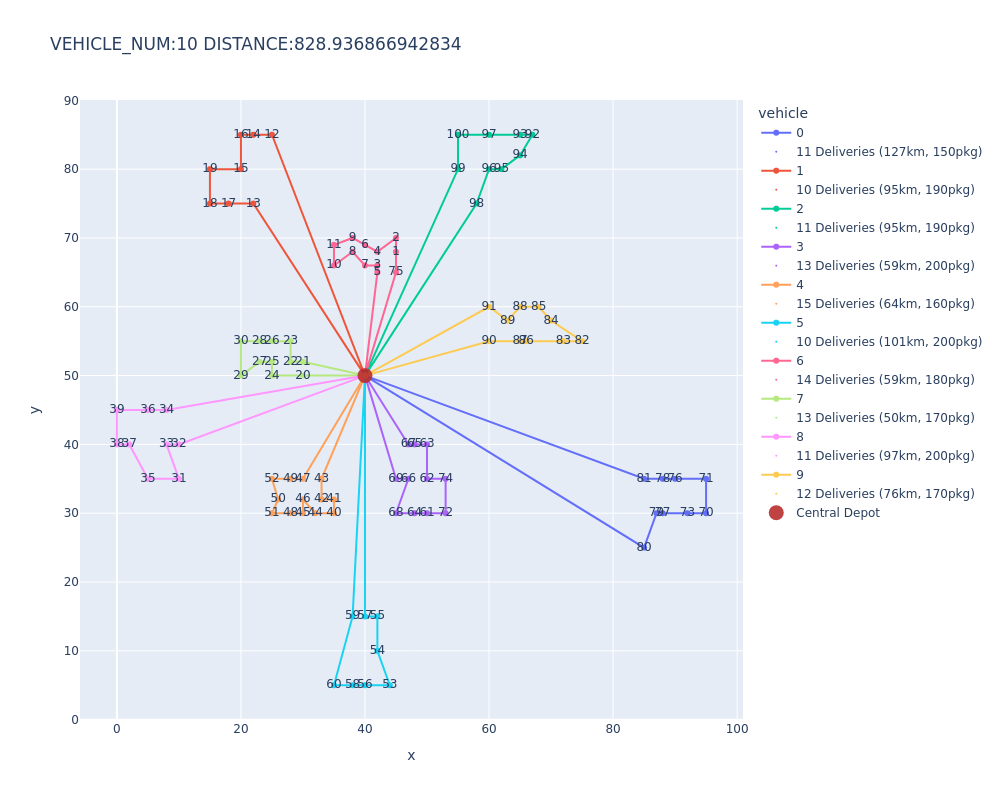 VEHICLE_NUM:10 DISTANCE:828.936866942834
90
80
70
60
50
40
30
20
10
0
y
0 20 40 60 80 100
x
16 14 12
19 15
18 17 13
100 97 93 92
94
99 96 95
98
11 9 6 2
8 4 1
10 7 3
5 75
91 88 85
89 84
90 87 86 83 82
30 28 26 23
27 25 22 21
29 24 20
39 36 34
38 37 33 32
35 31
52 49 47 43
50 46 42 41
51 48 45 44 40
67 65 63
69 66 62 74
68 64 61 72
81 78 76 71
79 77 73 70
80
59 57 55
54
60 58 56 53
vehicle
0
11 Deliveries (127km, 150pkg)
1
10 Deliveries (95km, 190pkg)
2
11 Deliveries (95km, 190pkg)
3
13 Deliveries (59km, 200pkg)
4
15 Deliveries (64km, 160pkg)
5
10 Deliveries (101km, 200pkg)
6
14 Deliveries (59km, 180pkg)
7
13 Deliveries (50km, 170pkg)
8
11 Deliveries (97km, 200pkg)
9
12 Deliveries (76km, 170pkg)
Central Depot